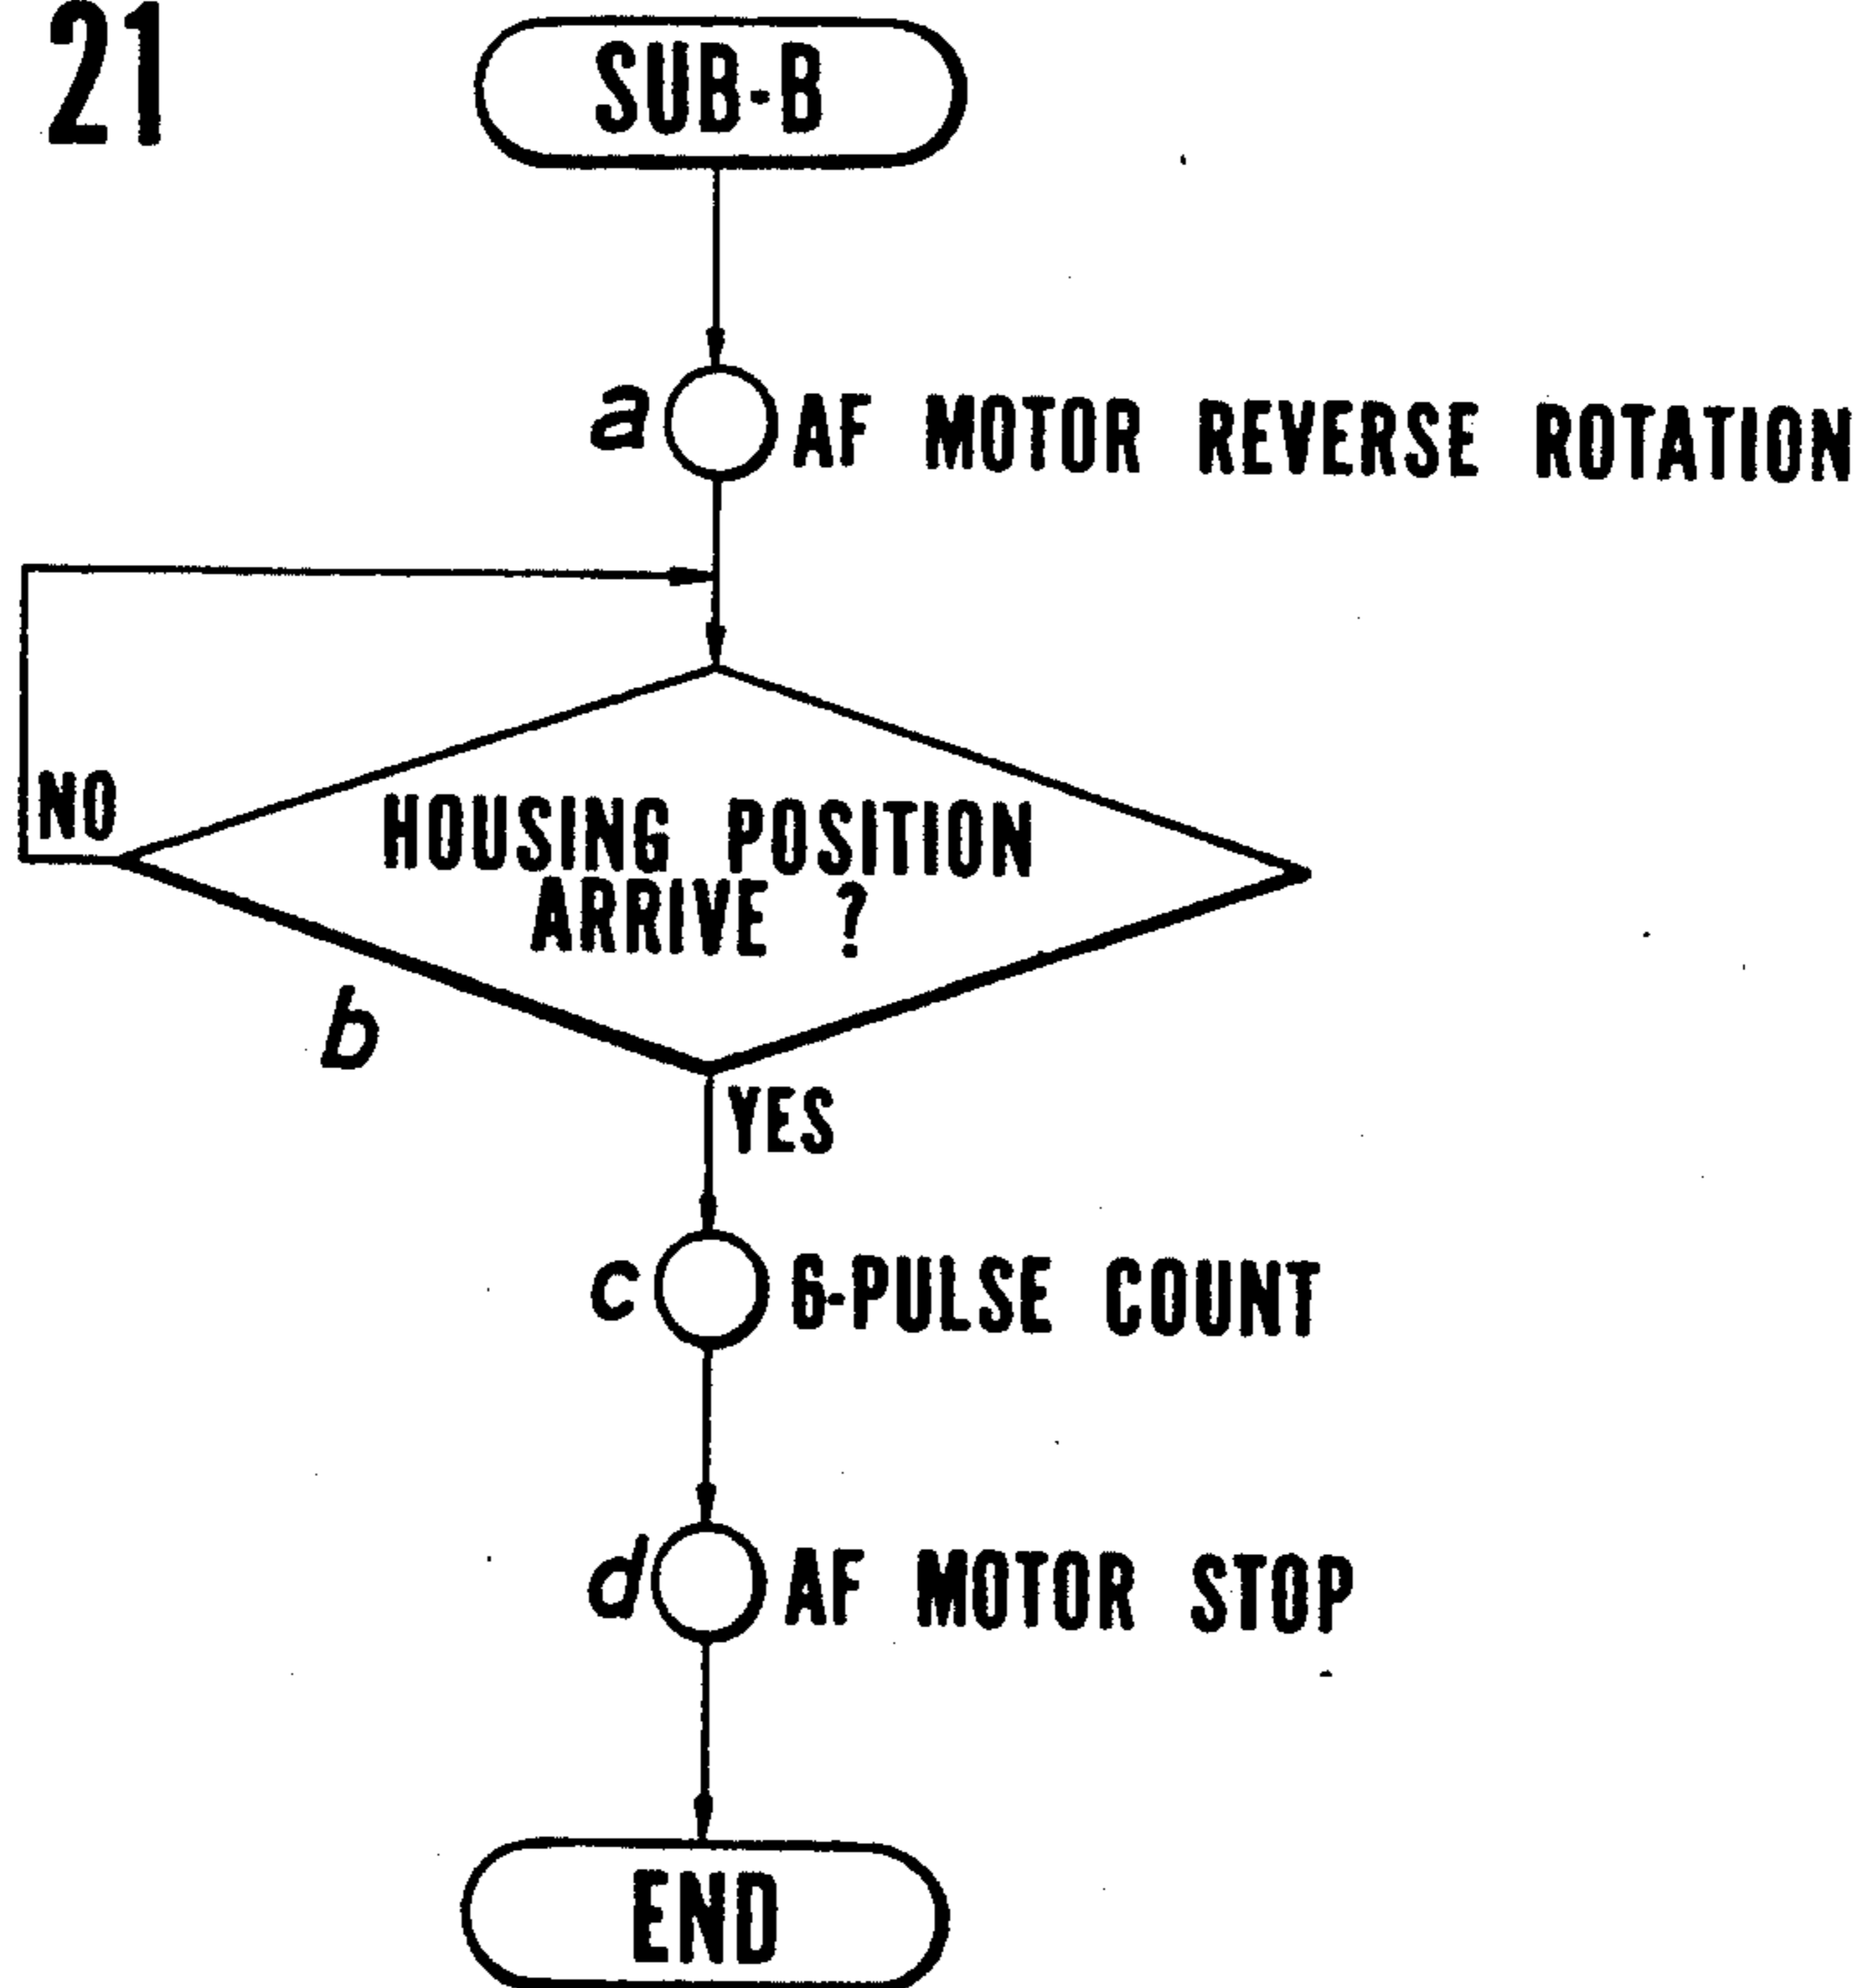 21
SUB-B
a AF MOTOR REVERSE ROTATION
NO
HOUSING POSITION
ARRIVE ?
b
YES
c 6-PULSE COUNT
d AF MOTOR STOP
END